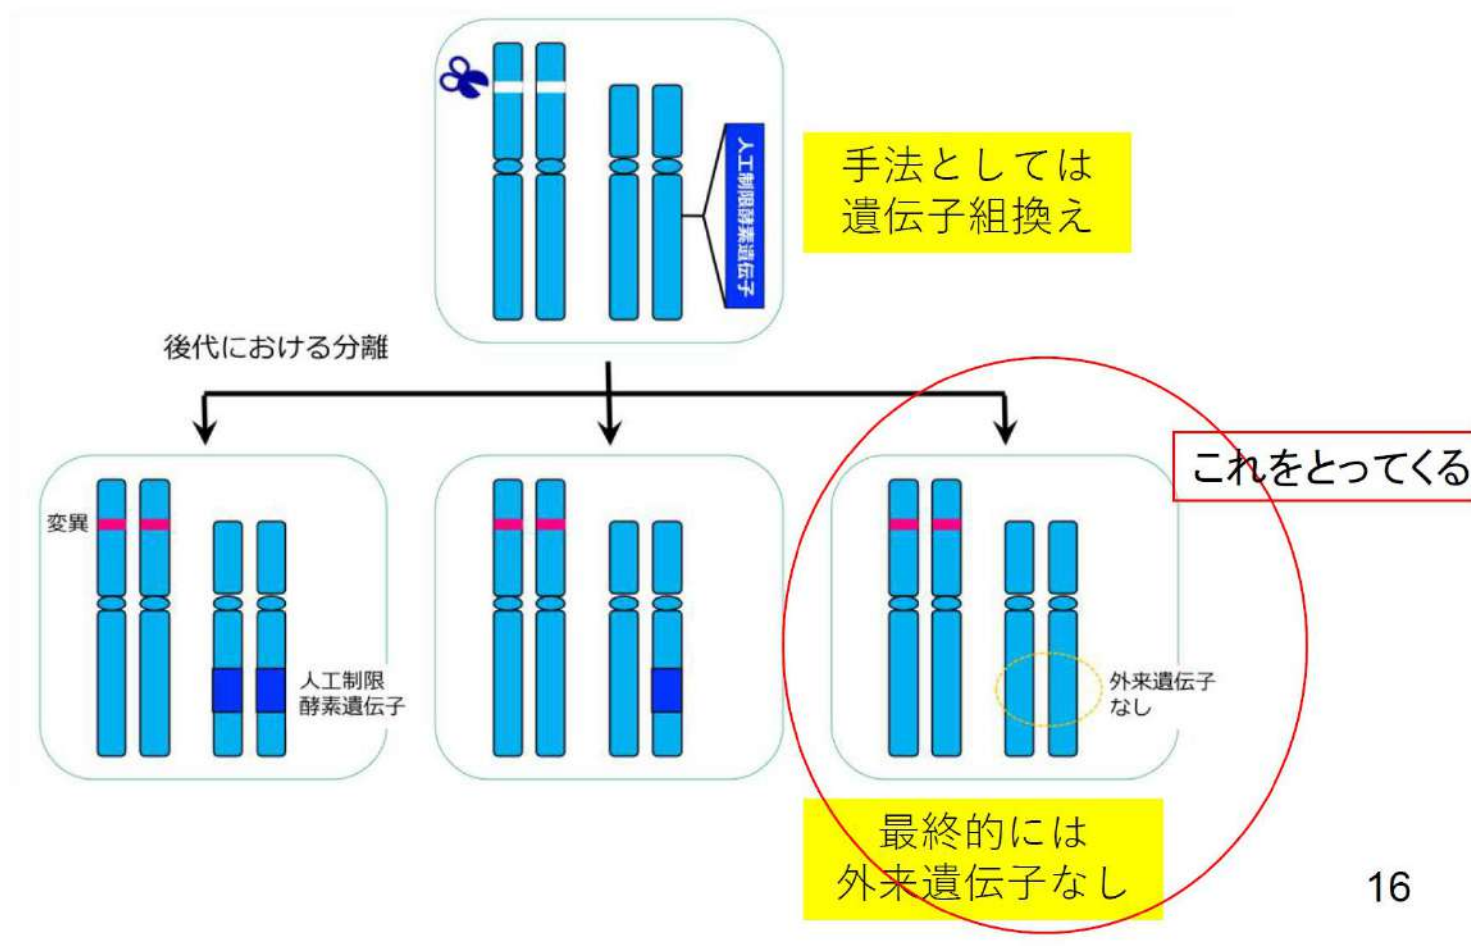 人工制限酵素遺伝子
手法としては
遺伝子組換え
後代における分離
これをとってくる
変異
人工制限
酵素遺伝子
外来遺伝子
なし
最終的には
外来遺伝子なし
16